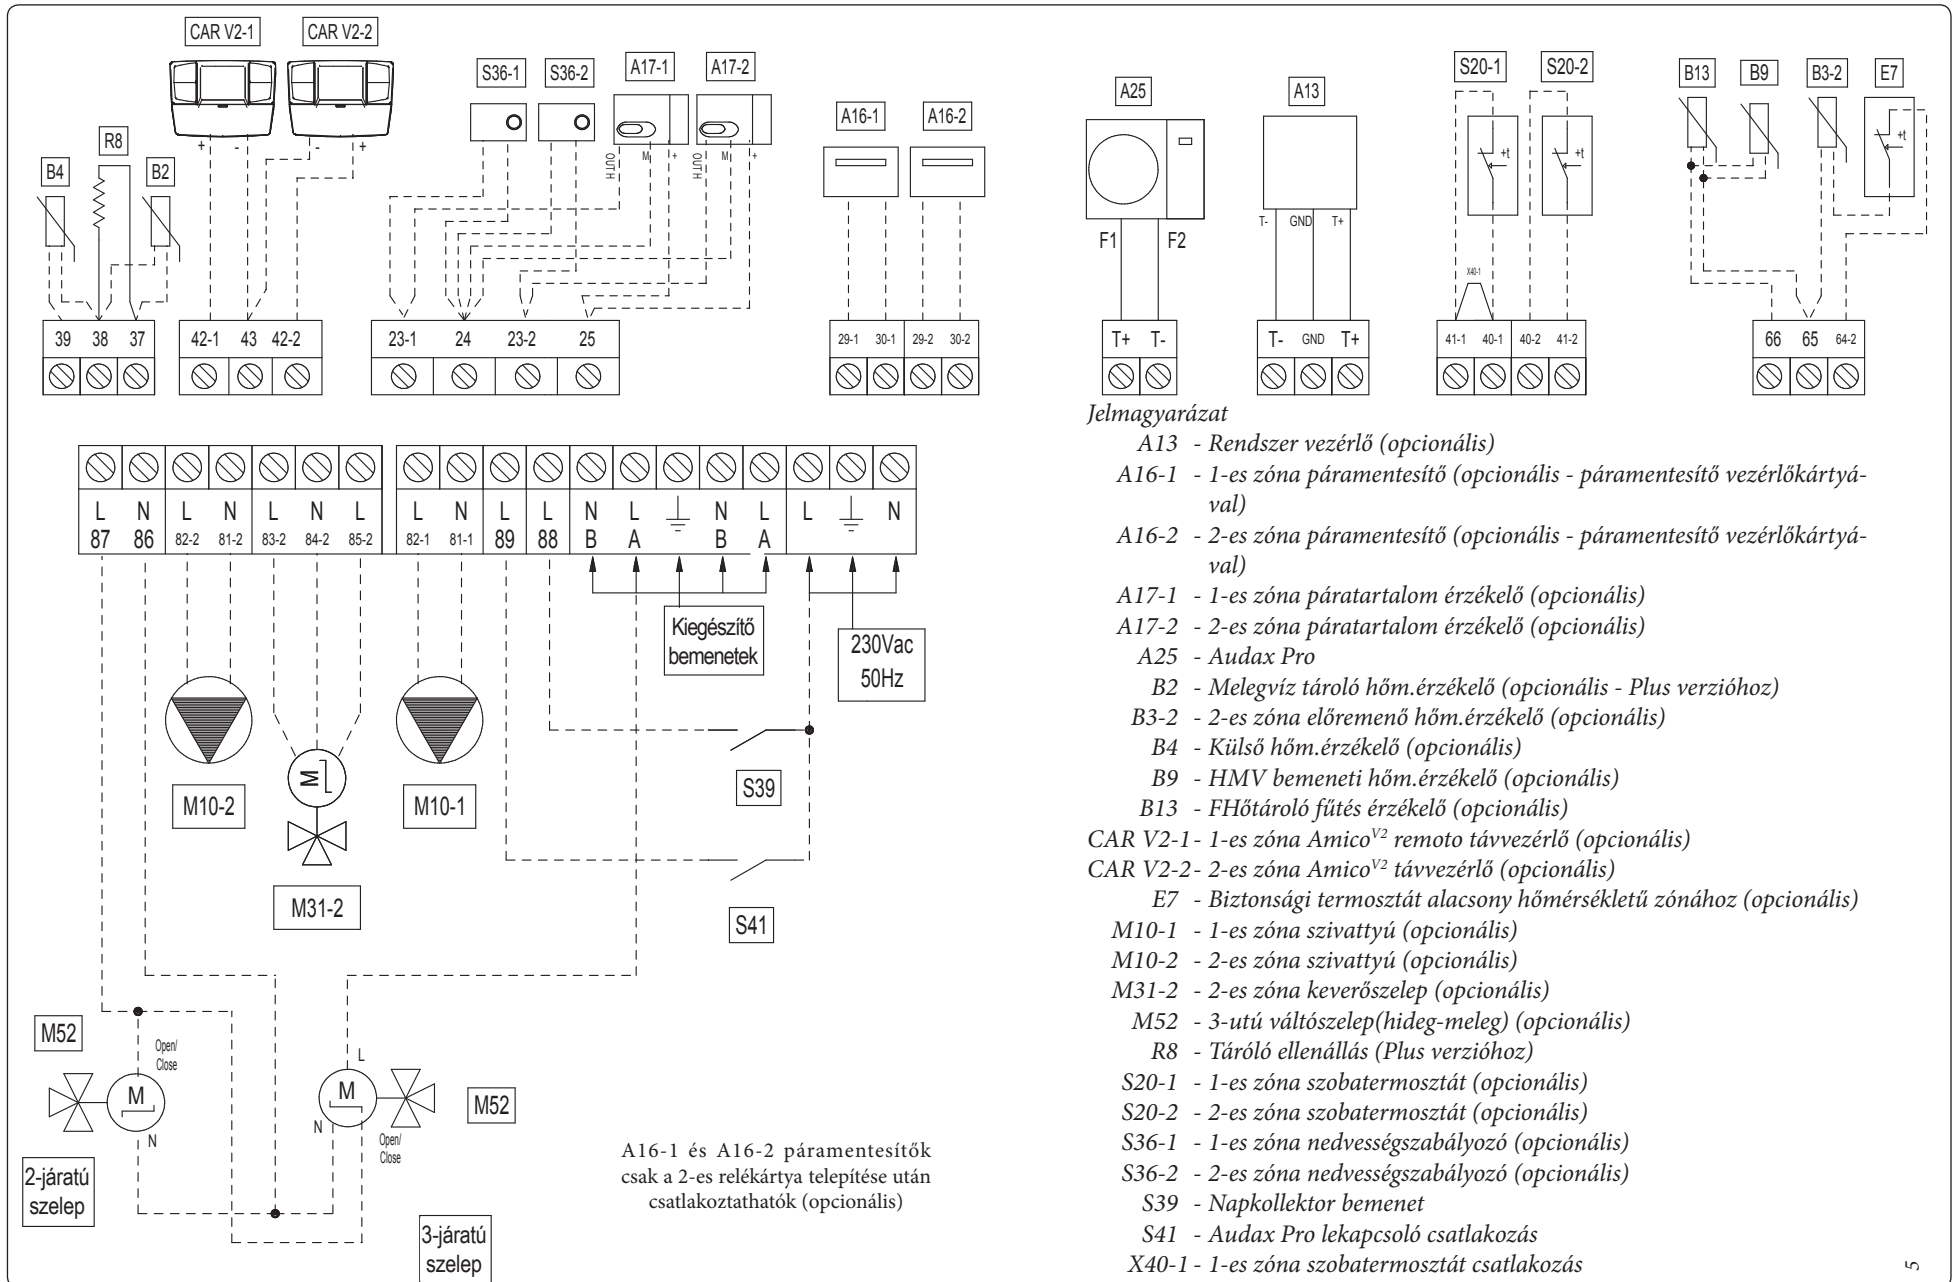 CAR V2-1 CAR V2-2
S36-1 S36-2 A17-1 A17-2
A16-1 A16-2
A25 A13
S20-1 S20-2
B13 B9 B3-2 E7
B4 R8 B2
+ - - +
OUT H M + OUT H M +
F1 F2
T- GND T+
+t +t +t
X40-1
39 38 37
42-1 43 42-2
23-1 24 23-2 25
29-1 30-1 29-2 30-2
T+ T-
T- GND T+
41-1 40-1 40-2 41-2
66 65 64-2
L N L N L N L L N L L N L N L L N
87 86 82-2 81-2 83-2 84-2 85-2 82-1 81-1 89 88 B A B A
Kiegészítő
bemenetek
230Vac
50Hz
M10-2
M
M31-2
M10-1
S39
S41
M52
Open/
Close
M
N
2-járatú
szelep
L
M
N
Open/
Close
M52
3-járatú
szelep
A16-1 és A16-2 páramentesítők
csak a 2-es relékártya telepítése után
csatlakoztathatók (opcionális)
Jelmagyarázat
A13 - Rendszer vezérlő (opcionális)
A16-1 - 1-es zóna páramentesítő (opcionális - páramentesítő vezérlőkártyá-
val)
A16-2 - 2-es zóna páramentesítő (opcionális - páramentesítő vezérlőkártyá-
val)
A17-1 - 1-es zóna páratartalom érzékelő (opcionális)
A17-2 - 2-es zóna páratartalom érzékelő (opcionális)
A25 - Audax Pro
B2 - Melegvíz tároló hőm.érzékelő (opcionális - Plus verzióhoz)
B3-2 - 2-es zóna előremenő hőm.érzékelő (opcionális)
B4 - Külső hőm.érzékelő (opcionális)
B9 - HMV bemeneti hőm.érzékelő (opcionális)
B13 - FHőtároló fűtés érzékelő (opcionális)
CAR V2-1 - 1-es zóna Amico V2 remoto távvezérlő (opcionális)
CAR V2-2 - 2-es zóna Amico V2 távvezérlő (opcionális)
E7 - Biztonsági termosztát alacsony hőmérsékletű zónához (opcionális)
M10-1 - 1-es zóna szivattyú (opcionális)
M10-2 - 2-es zóna szivattyú (opcionális)
M31-2 - 2-es zóna keverőszelep (opcionális)
M52 - 3-utú váltószelep(hideg-meleg) (opcionális)
R8 - Táróló ellenállás (Plus verzióhoz)
S20-1 - 1-es zóna szobatermosztát (opcionális)
S20-2 - 2-es zóna szobatermosztát (opcionális)
S36-1 - 1-es zóna nedvességszabályozó (opcionális)
S36-2 - 2-es zóna nedvességszabályozó (opcionális)
S39 - Napkollektor bemenet
S41 - Audax Pro lekapcsoló csatlakozás
X40-1 - 1-es zóna szobatermosztát csatlakozás
5